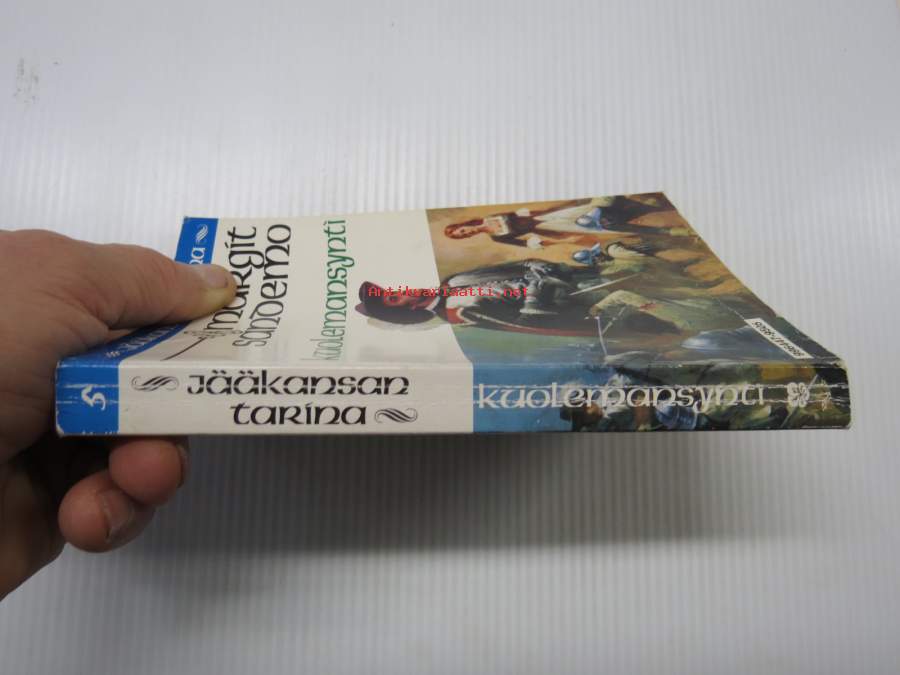 margit
sandemo
kuolemansynti
Antikvariaatti.net
5
Jääkansan
tarina
kuolemansynti